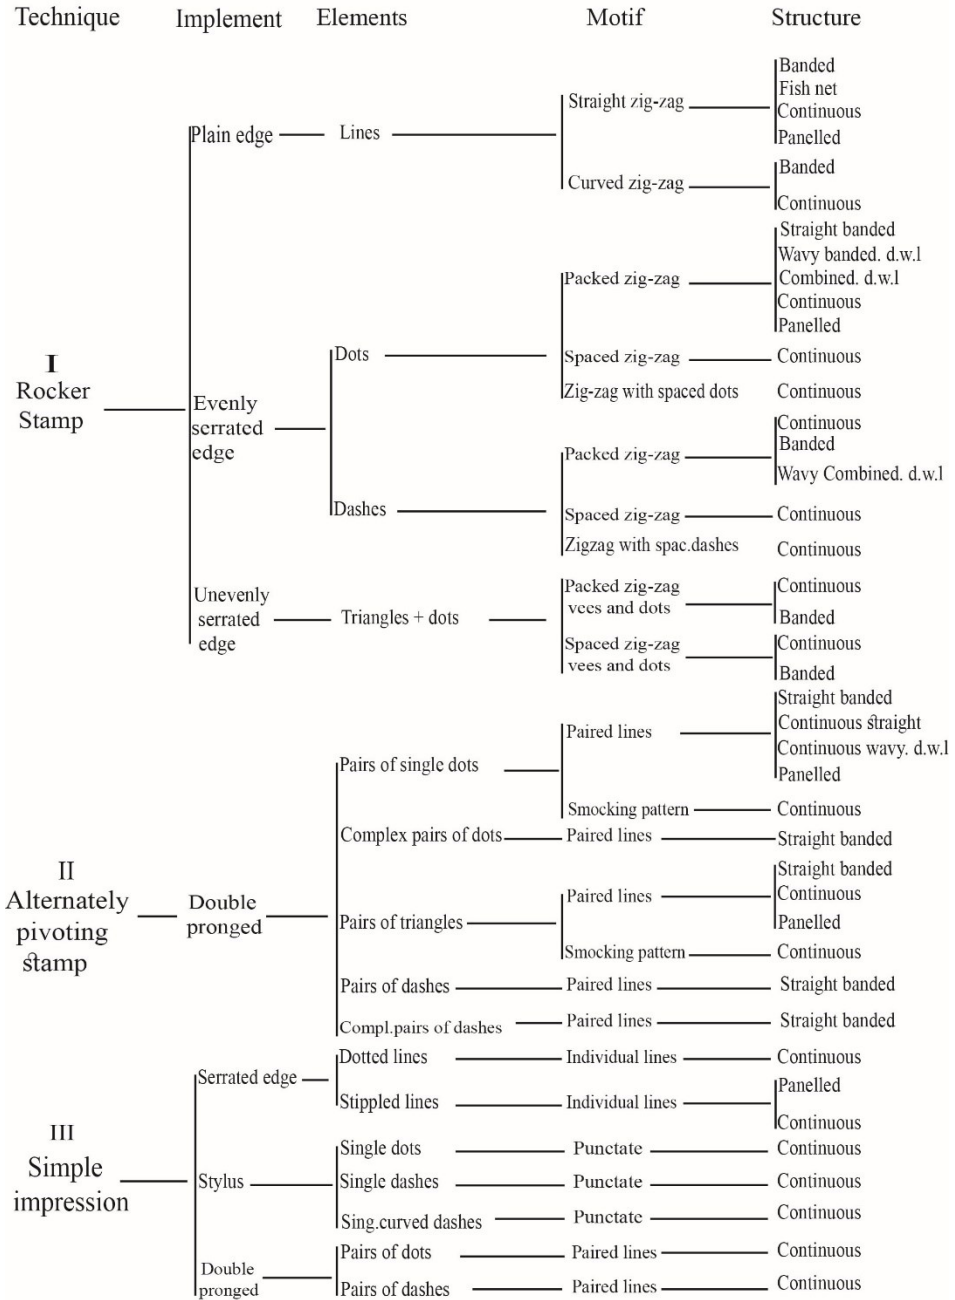 Technique Implement Elements Motif Structure
Banded
Fish net
Straight zig-zag
Continuous
Plain edge Lines
Panelled
Banded
Curved zig-zag
Continuous
Straight banded
Wavy banded. d.w.l
Packed zig-zag Combined. d.w.l
Continuous
Panelled
I
Rocker
Stamp
Dots Spaced zig-zag Continuous
Zig-zag with spaced dots Continuous
Evenly
serrated
edge
Continuous
Banded
Packed zig-zag
Wavy Combined. d.w.l
Dashes Spaced zig-zag Continuous
Zigzag with spac.dashes Continuous
Unevenly
serrated
edge
Triangles + dots
Packed zig-zag
vees and dots
Continuous
Banded
Spaced zig-zag
vees and dots
Continuous
Banded
Straight banded
Continuous straight
Paired lines
Continuous wavy. d.w.l
Pairs of single dots
Panelled
Smocking pattern Continuous
Complex pairs of dots Paired lines Straight banded
II
Alternately
pivoting
stamp
Double
pronged
Straight banded
Paired lines Continuous
Pairs of triangles Panelled
Smocking pattern Continuous
Pairs of dashes Paired lines Straight banded
Compl.pairs of dashes Paired lines Straight banded
Dotted lines Individual lines Continuous
Serrated edge
Panelled
Stippled lines Individual lines
Continuous
III
Simple
impression
Single dots Punctate Continuous
Stylus Single dashes Punctate Continuous
Sing.curved dashes Punctate Continuous
Pairs of dots Paired lines Continuous
Double
pronged
Pairs of dashes Paired lines Continuous